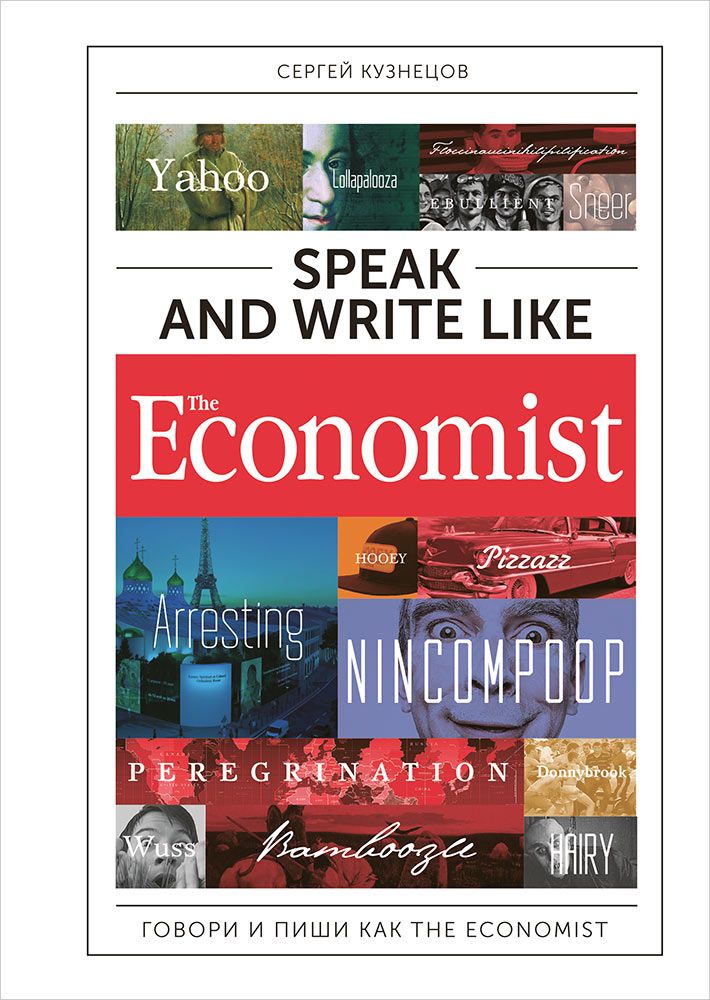 СЕРГЕЙ КУЗНЕЦОВ
Yahoo
Lollapalooza
Floccinaucinihilipilification
EBULLIENT
Sneer
SPEAK
AND WRITE LIKE
The
Economist
HOOEY
Pizzazz
Arresting
NINCOMPOOP
PEREGRINATION
Donnybrook
Wuss
Bamboozle
HAIRY
ГОВОРИ И ПИШИ КАК THE ECONOMIST